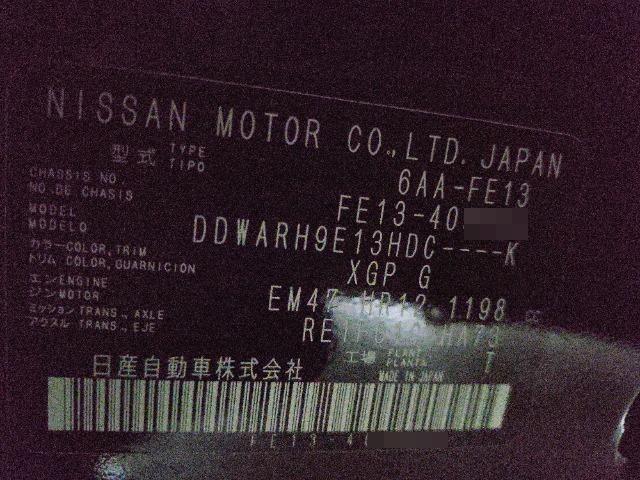 NISSAN MOTOR CO.,LTD. JAPAN
型式 TYPE TIPO 6AA-FE13
CHASSIS NO.
NO. DE CHASIS FE13-40
MODEL
MODELO DDWARH9E13HDC----K
カラー COLOR,TRIM
トリム COLOR,GUARNICION XGP G
エンジン ENGINE MOTOR EM47 HR12 1198 cc
ミッション TRANS., AXLE
アクスル TRANS., EJE
工場 PLANT PLANTA T
日産自動車株式会社 MADE IN JAPAN
FE13-4